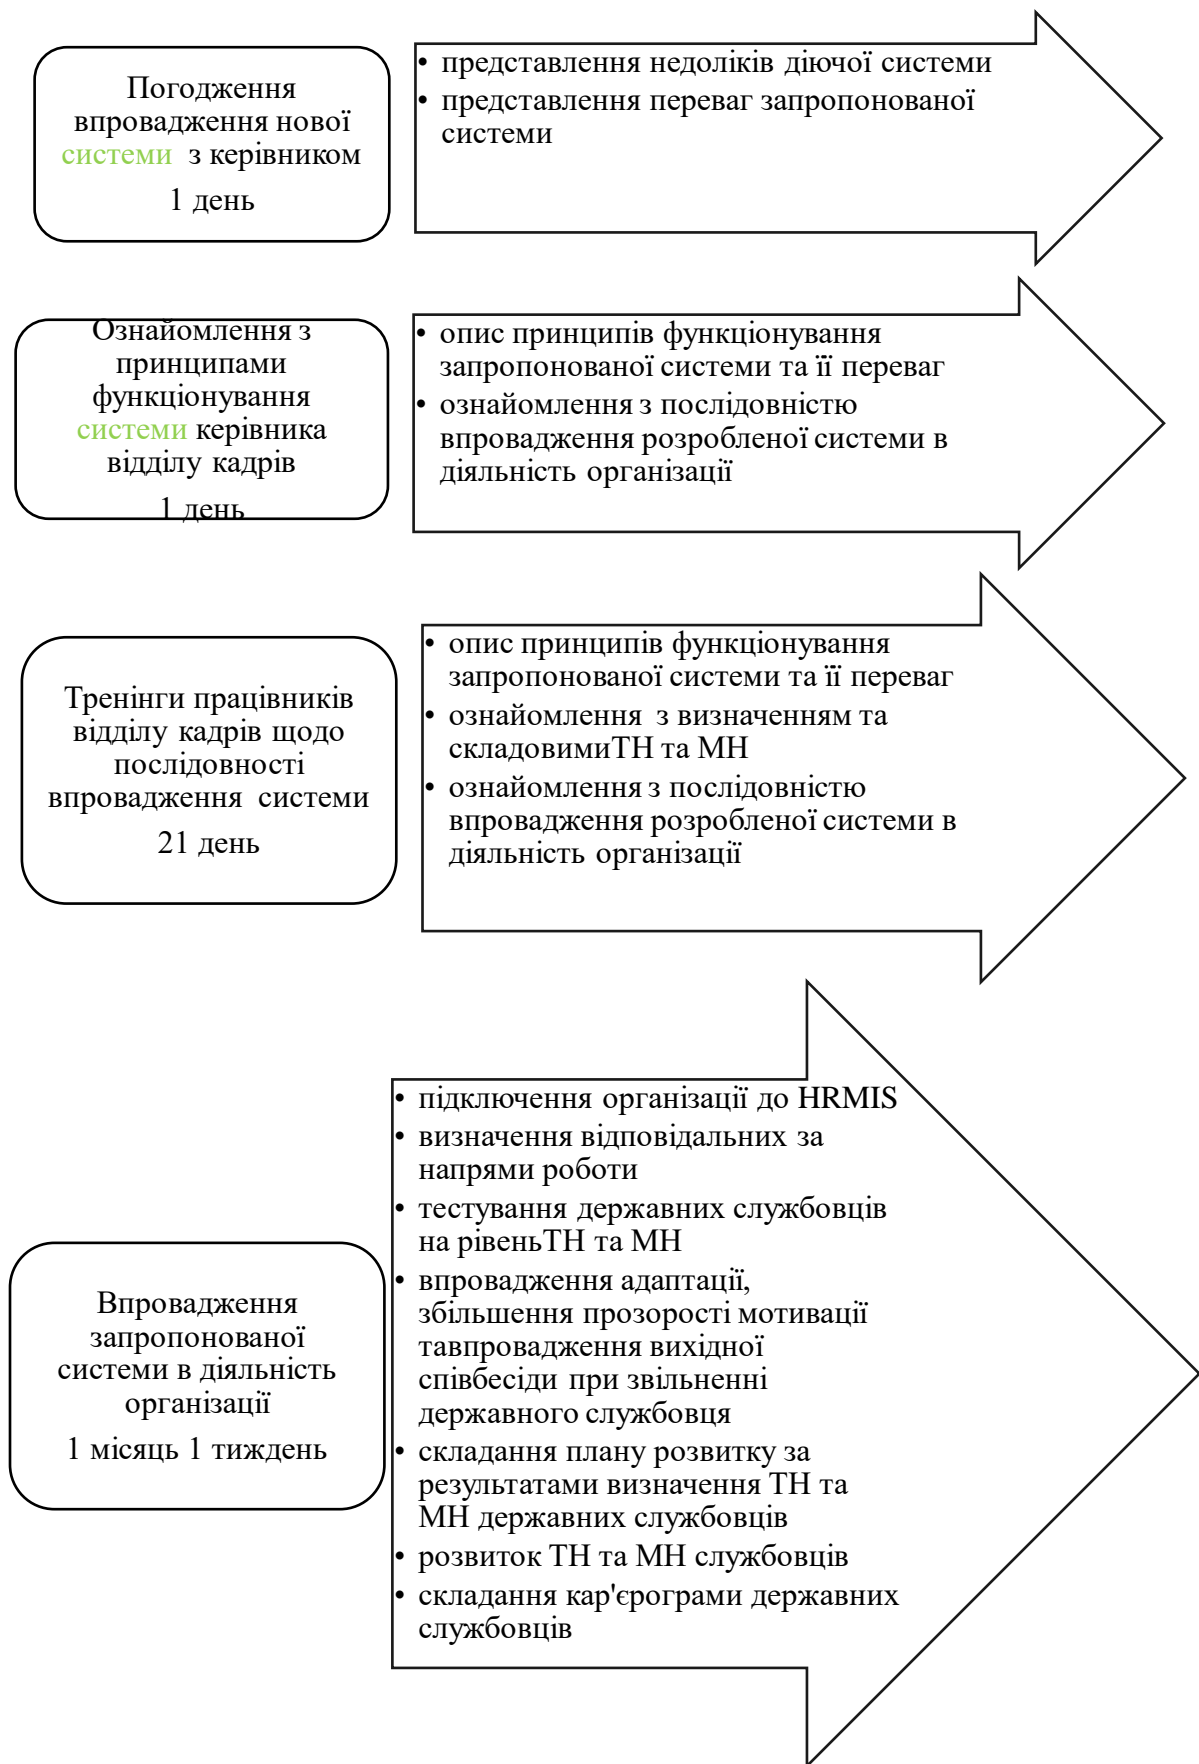 Погодження
впровадження нової
системи з керівником
1 день
• представлення недоліків діючої системи
• представлення переваг запропонованої
системи
Ознайомлення з
принципами
функціонування
системи керівника
відділу кадрів
1 день
• опис принципів функціонування
запропонованої системи та її переваг
• ознайомлення з послідовністю
впровадження розробленої системи в
діяльність організації
Тренінги працівників
відділу кадрів щодо
послідовності
впровадження системи
21 день
• опис принципів функціонування
запропонованої системи та її переваг
• ознайомлення з визначенням та
складовимиТН та МН
• ознайомлення з послідовністю
впровадження розробленої системи в
діяльність організації
Впровадження
запропонованої
системи в діяльність
організації
1 місяць 1 тиждень
• підключення організації до HRMIS
• визначення відповідальних за
напрями роботи
• тестування державних службовців
на рівеньТН та МН
• впровадження адаптації,
збільшення прозорості мотивації
тавпровадження вихідної
співбесіди при звільненні
державного службовця
• складання плану розвитку за
результатами визначення ТН та
МН державних службовців
• розвиток ТН та МН службовців
• складання кар'єрограми державних
службовців